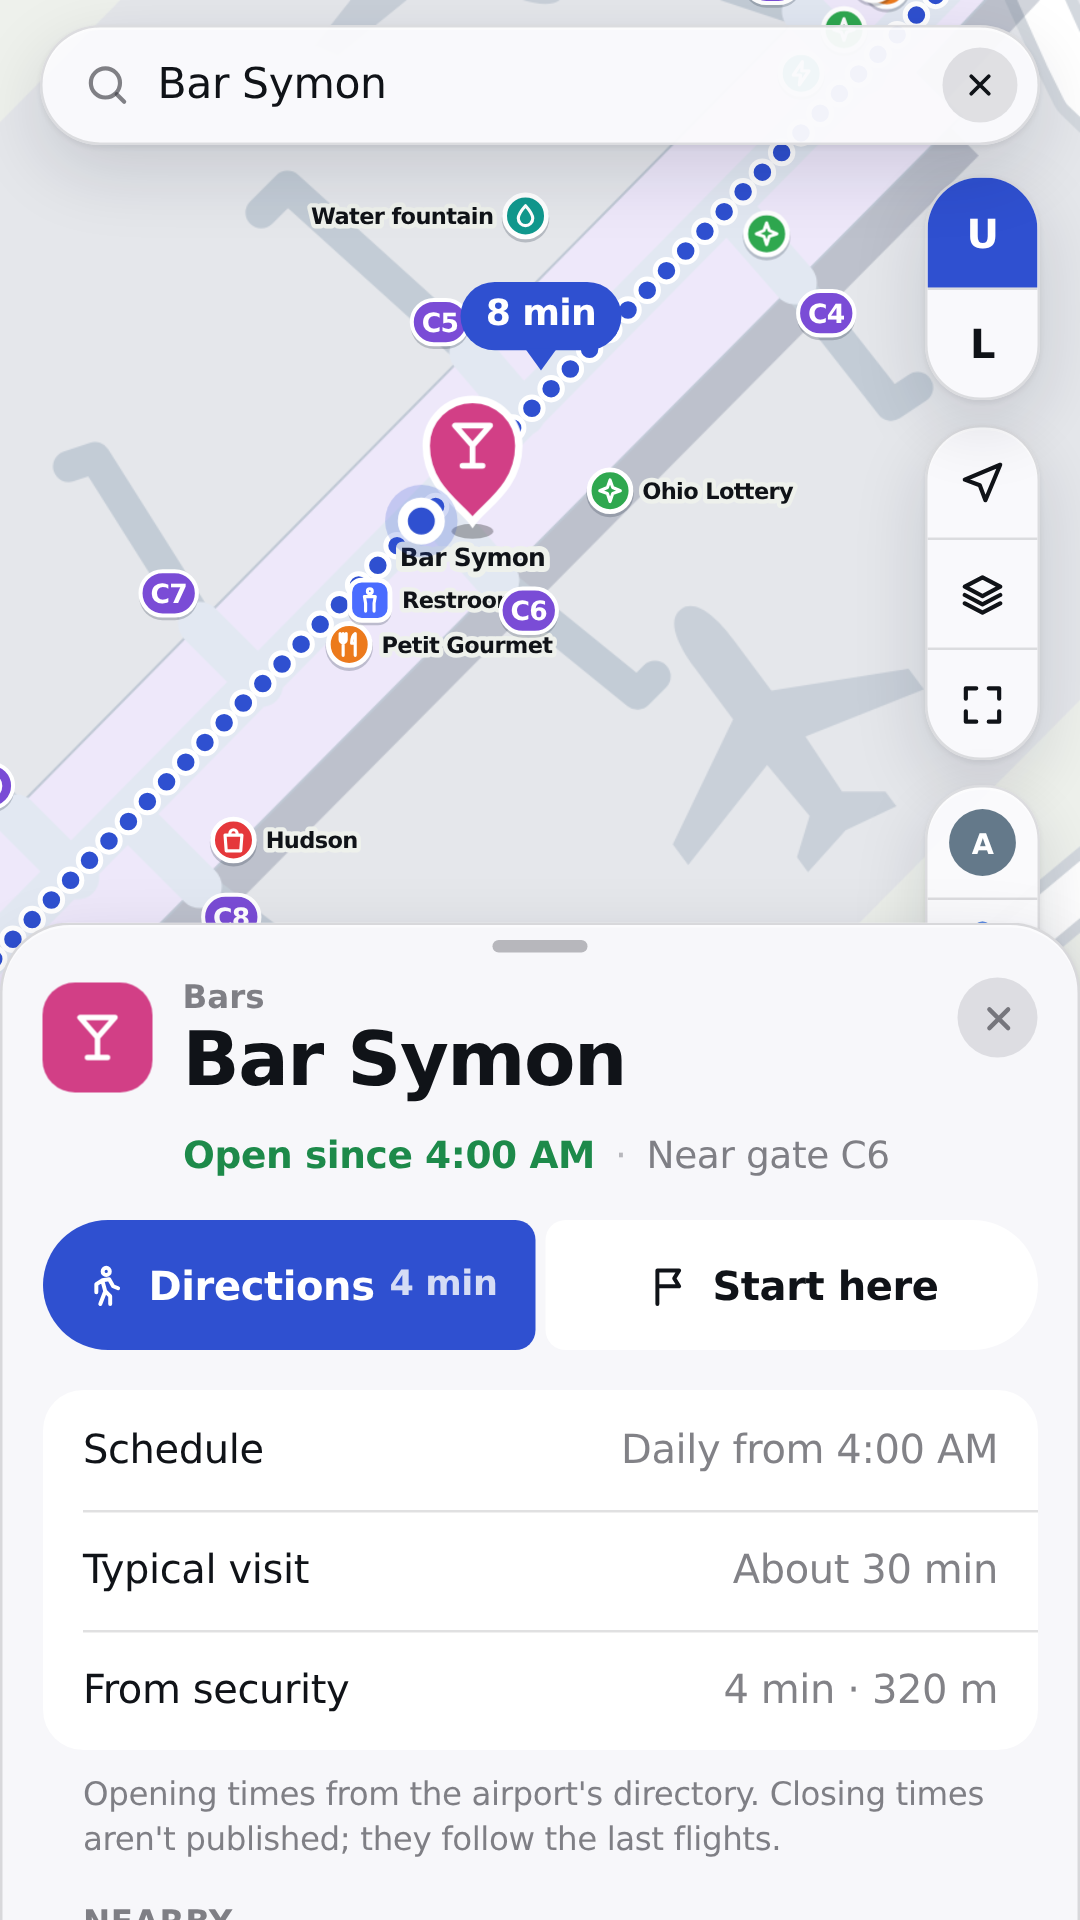 Bar Symon
Water fountain
U
C5
8 min
C4
L
Ohio Lottery
Bar Symon
C7
Restroo
C6
Petit Gourmet
Hudson
A
C8
Bars
Bar Symon
Open since 4:00 AM · Near gate C6
Directions 4 min
Start here
Schedule Daily from 4:00 AM
Typical visit About 30 min
From security 4 min · 320 m
Opening times from the airport's directory. Closing times
aren't published; they follow the last flights.
NEARBY